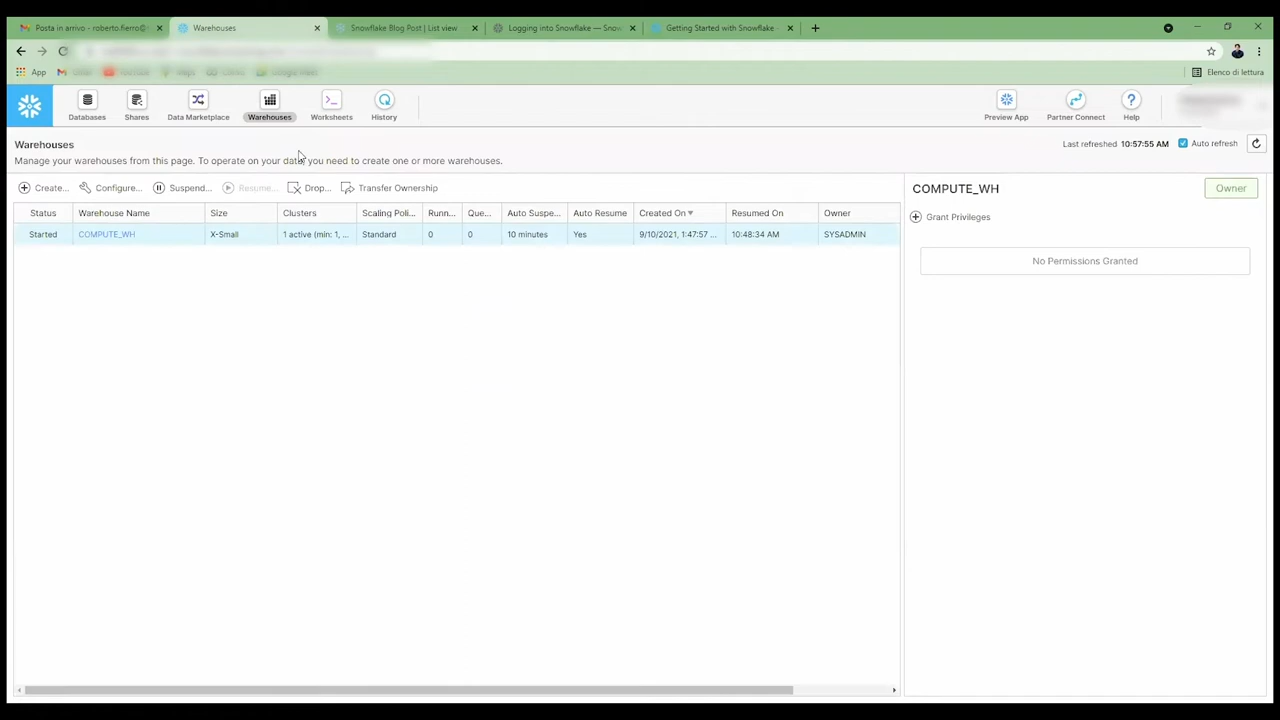 Posta in arrivo - roberto.fierro@
Warehouses
Snowflake Blog Post | List view
Logging into Snowflake — Snow
Getting Started with Snowflake -
App
Elenco di lettura
Databases
Shares
Data Marketplace
Warehouses
Worksheets
History
Preview App
Partner Connect
Help
Warehouses
Manage your warehouses from this page. To operate on your data, you need to create one or more warehouses.
Last refreshed 10:57:55 AM
Auto refresh
Create...
Configure...
Suspend...
Resume...
Drop...
Transfer Ownership
Status Warehouse Name Size Clusters Scaling Poli... Runn... Que... Auto Suspe... Auto Resume Created On Resumed On Owner
Started COMPUTE_WH X-Small 1 active (min: 1, ... Standard 0 0 10 minutes Yes 9/10/2021, 1:47:57 ... 10:48:34 AM SYSADMIN
COMPUTE_WH
Owner
Grant Privileges
No Permissions Granted